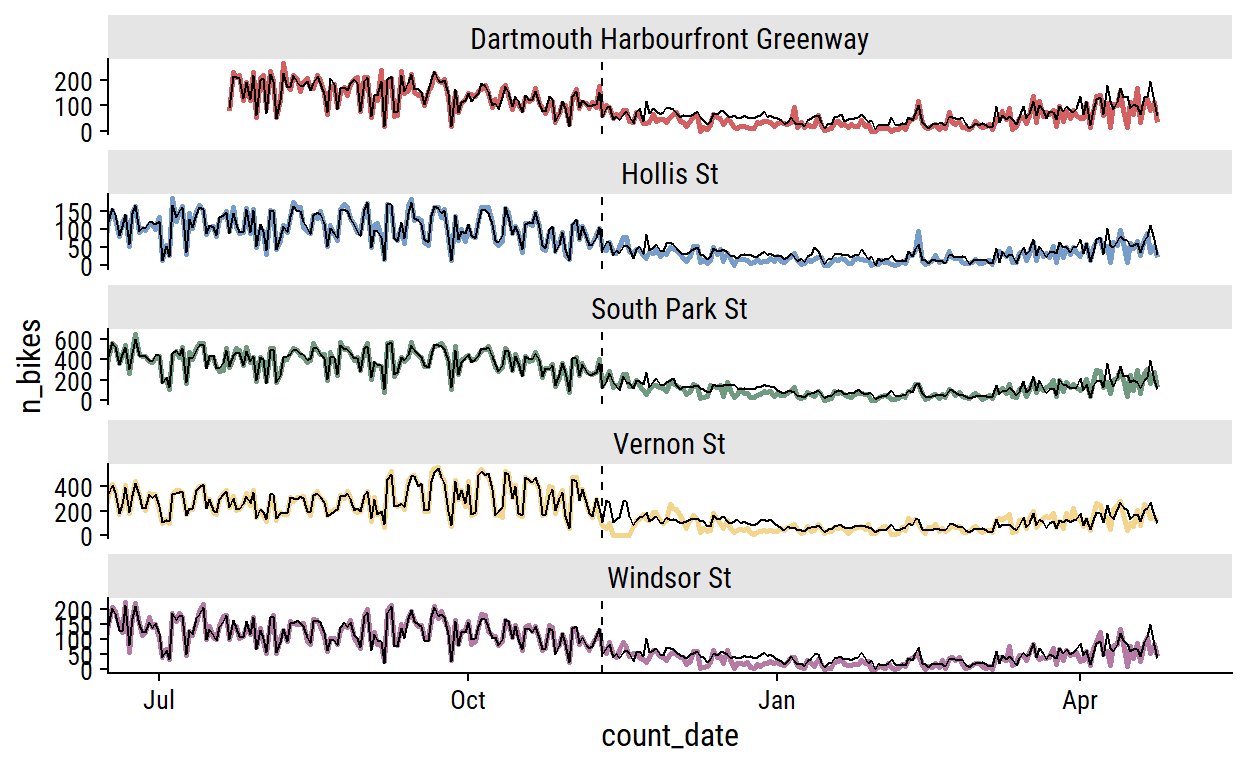 Dartmouth Harbourfront Greenway
200
100
0
Hollis St
150
100
50
0
South Park St
600
400
200
0
n_bikes
Vernon St
400
200
0
Windsor St
200
150
100
50
0
Jul Oct Jan Apr
count_date